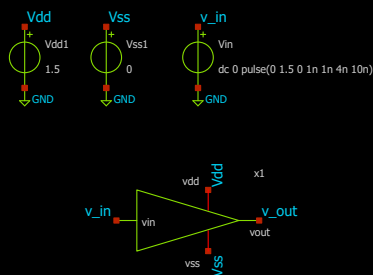 Vdd Vss v_in
+ Vdd1 + Vss1 + Vin
1.5 0 dc 0 pulse(0 1.5 0 1n 1n 4n 10n)
GND GND GND
vdd Vdd x1
v_in vin v_out
vout
vss Vss